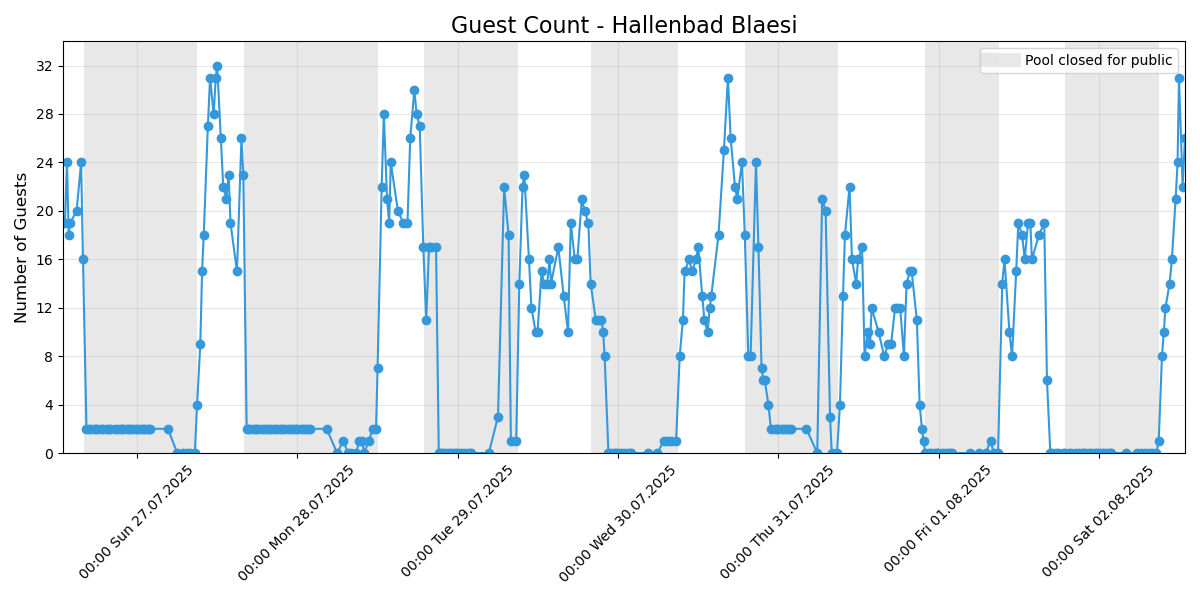 Guest Count - Hallenbad Blaesi
Pool closed for public
Number of Guests
32
28
24
20
16
12
8
4
0
00:00 Sun 27.07.2025
00:00 Mon 28.07.2025
00:00 Tue 29.07.2025
00:00 Wed 30.07.2025
00:00 Thu 31.07.2025
00:00 Fri 01.08.2025
00:00 Sat 02.08.2025